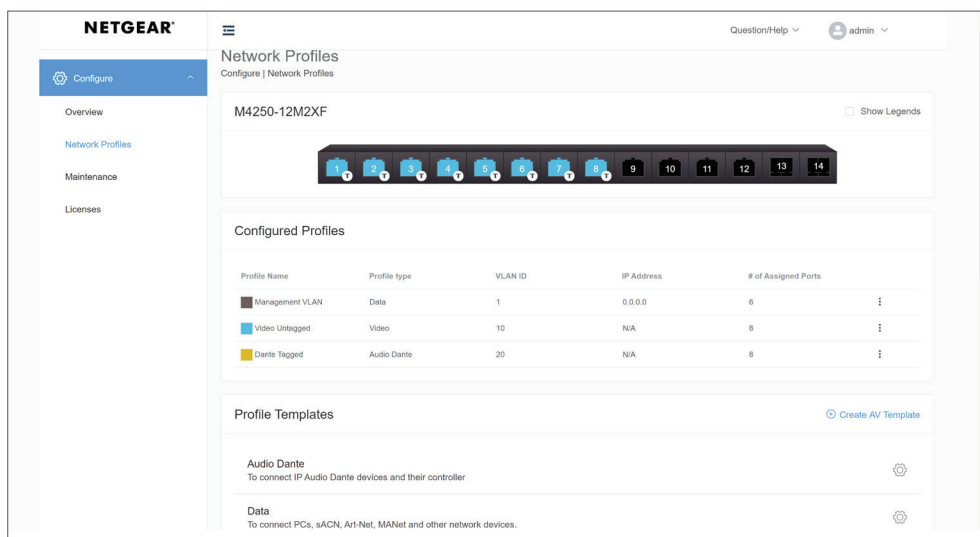 NETGEAR®
Question/Help
admin
Configure
Overview
Network Profiles
Maintenance
Licenses
Network Profiles
Configure | Network Profiles
M4250-12M2XF
Show Legends
1 2 3 4 5 6 7 8 9 10 11 12 13 14
T T T T T T T T
Configured Profiles
Profile Name Profile type VLAN ID IP Address # of Assigned Ports
Management VLAN Data 1 0.0.0.0 6
Video Untagged Video 10 N/A 8
Dante Tagged Audio Dante 20 N/A 8
Profile Templates
Create AV Template
Audio Dante
To connect IP Audio Dante devices and their controller
Data
To connect PCs, sACN, Art-Net, MANet and other network devices.